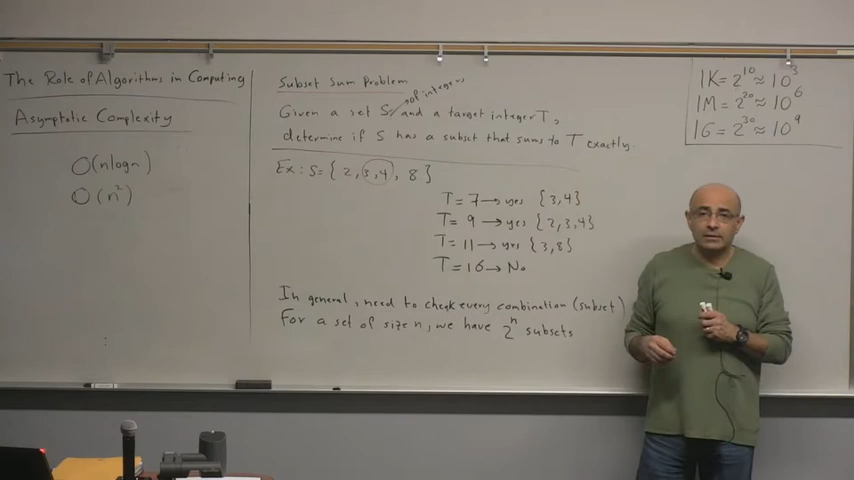 The Role of Algorithms in Computing
Asymptotic Complexity
O(nlogn)
O(n²)
Subset Sum Problem
of integers
Given a set S and a target integer T,
determine if S has a subset that sums to T exactly.
Ex: S={ 2, 3, 4, 8 }
T = 7 → yes {3,4}
T = 9 → yes {2,3,4}
T = 11 → yes {3,8}
T = 16 → No
In general, need to check every combination (subset)
For a set of size n, we have 2ⁿ subsets
1K = 2¹⁰ ≈ 10³
1M = 2²⁰ ≈ 10⁶
1G = 2³⁰ ≈ 10⁹